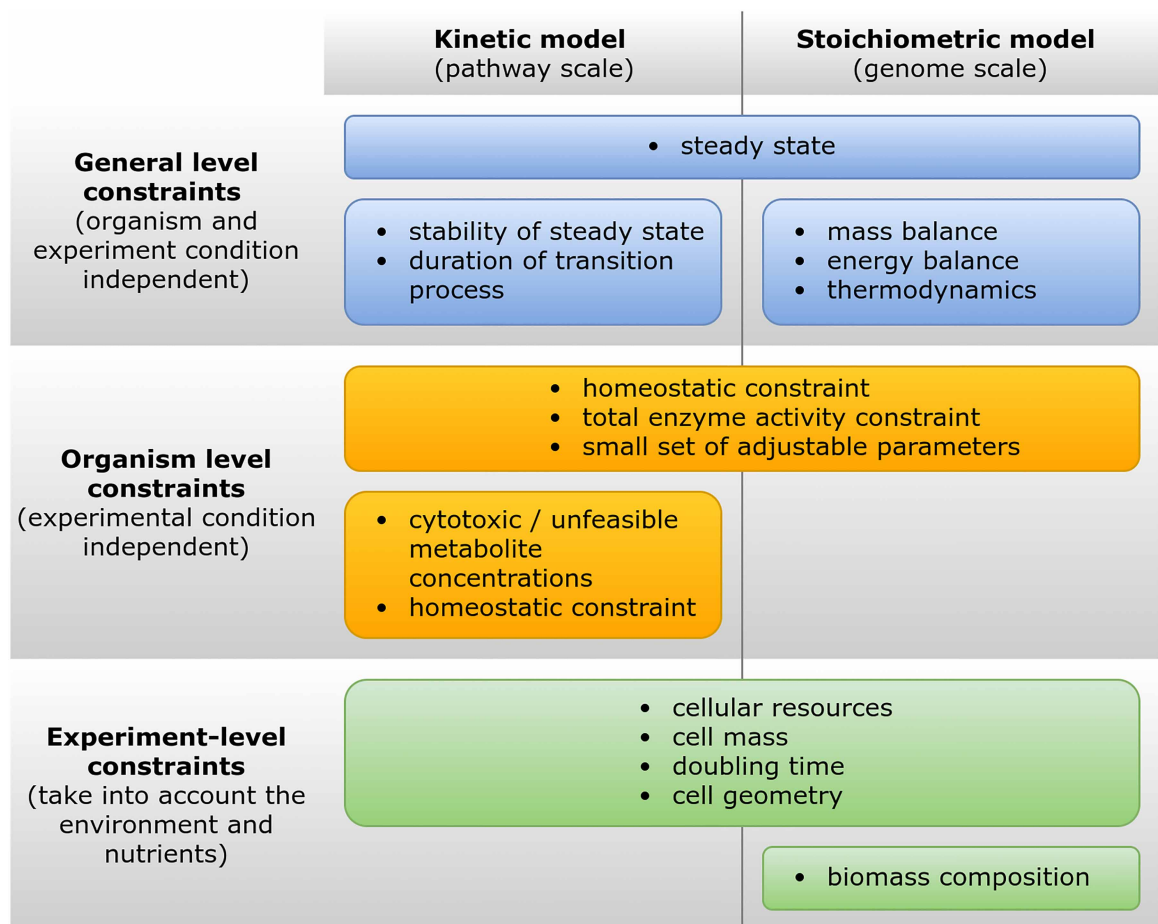 Kinetic model
(pathway scale)
Stoichiometric model
(genome scale)
General level
constraints
(organism and
experiment condition
independent)
• steady state
• stability of steady state
• duration of transition
process
• mass balance
• energy balance
• thermodynamics
Organism level
constraints
(experimental condition
independent)
• homeostatic constraint
• total enzyme activity constraint
• small set of adjustable parameters
• cytotoxic / unfeasible
metabolite
concentrations
• homeostatic constraint
Experiment-level
constraints
(take into account the
environment and
nutrients)
• cellular resources
• cell mass
• doubling time
• cell geometry
• biomass composition